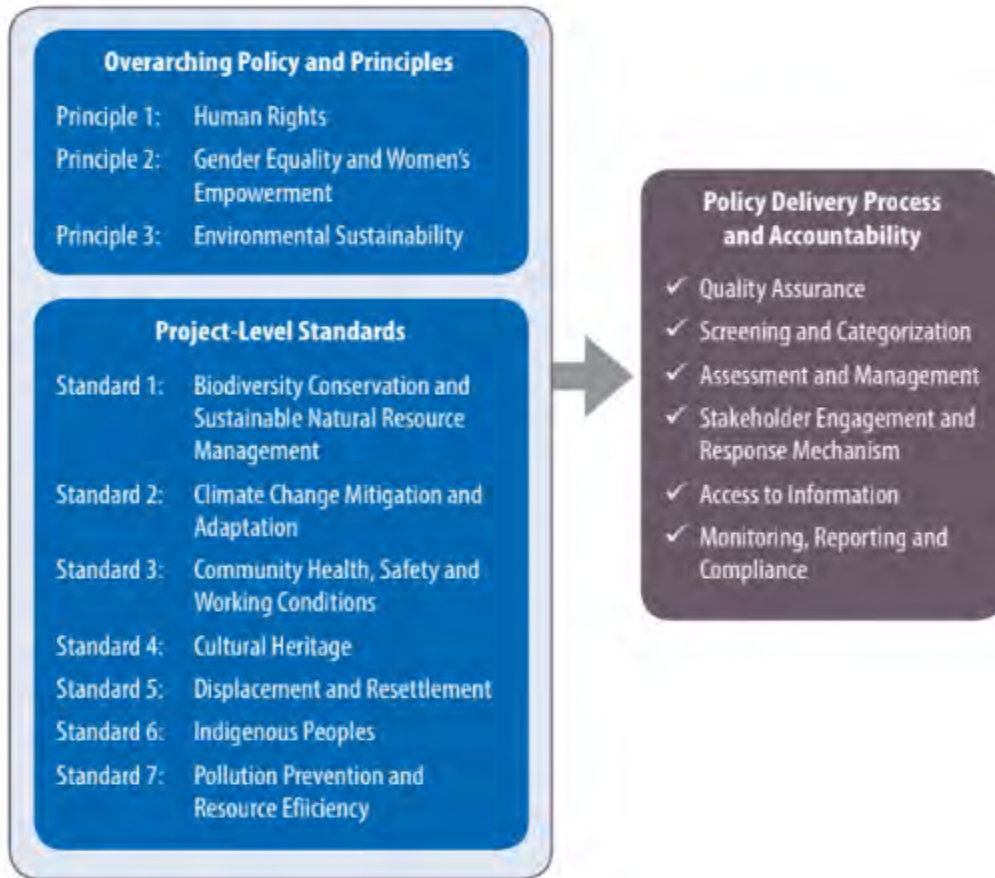 Overarching Policy and Principles
Principle 1: Human Rights
Principle 2: Gender Equality and Women's
Empowerment
Principle 3: Environmental Sustainability
Project-Level Standards
Standard 1: Biodiversity Conservation and
Sustainable Natural Resource
Management
Standard 2: Climate Change Mitigation and
Adaptation
Standard 3: Community Health, Safety and
Working Conditions
Standard 4: Cultural Heritage
Standard 5: Displacement and Resettlement
Standard 6: Indigenous Peoples
Standard 7: Pollution Prevention and
Resource Efiiciency
Policy Delivery Process
and Accountability
✓ Quality Assurance
✓ Screening and Categorization
✓ Assessment and Management
✓ Stakeholder Engagement and
Response Mechanism
✓ Access to Information
✓ Monitoring, Reporting and
Compliance